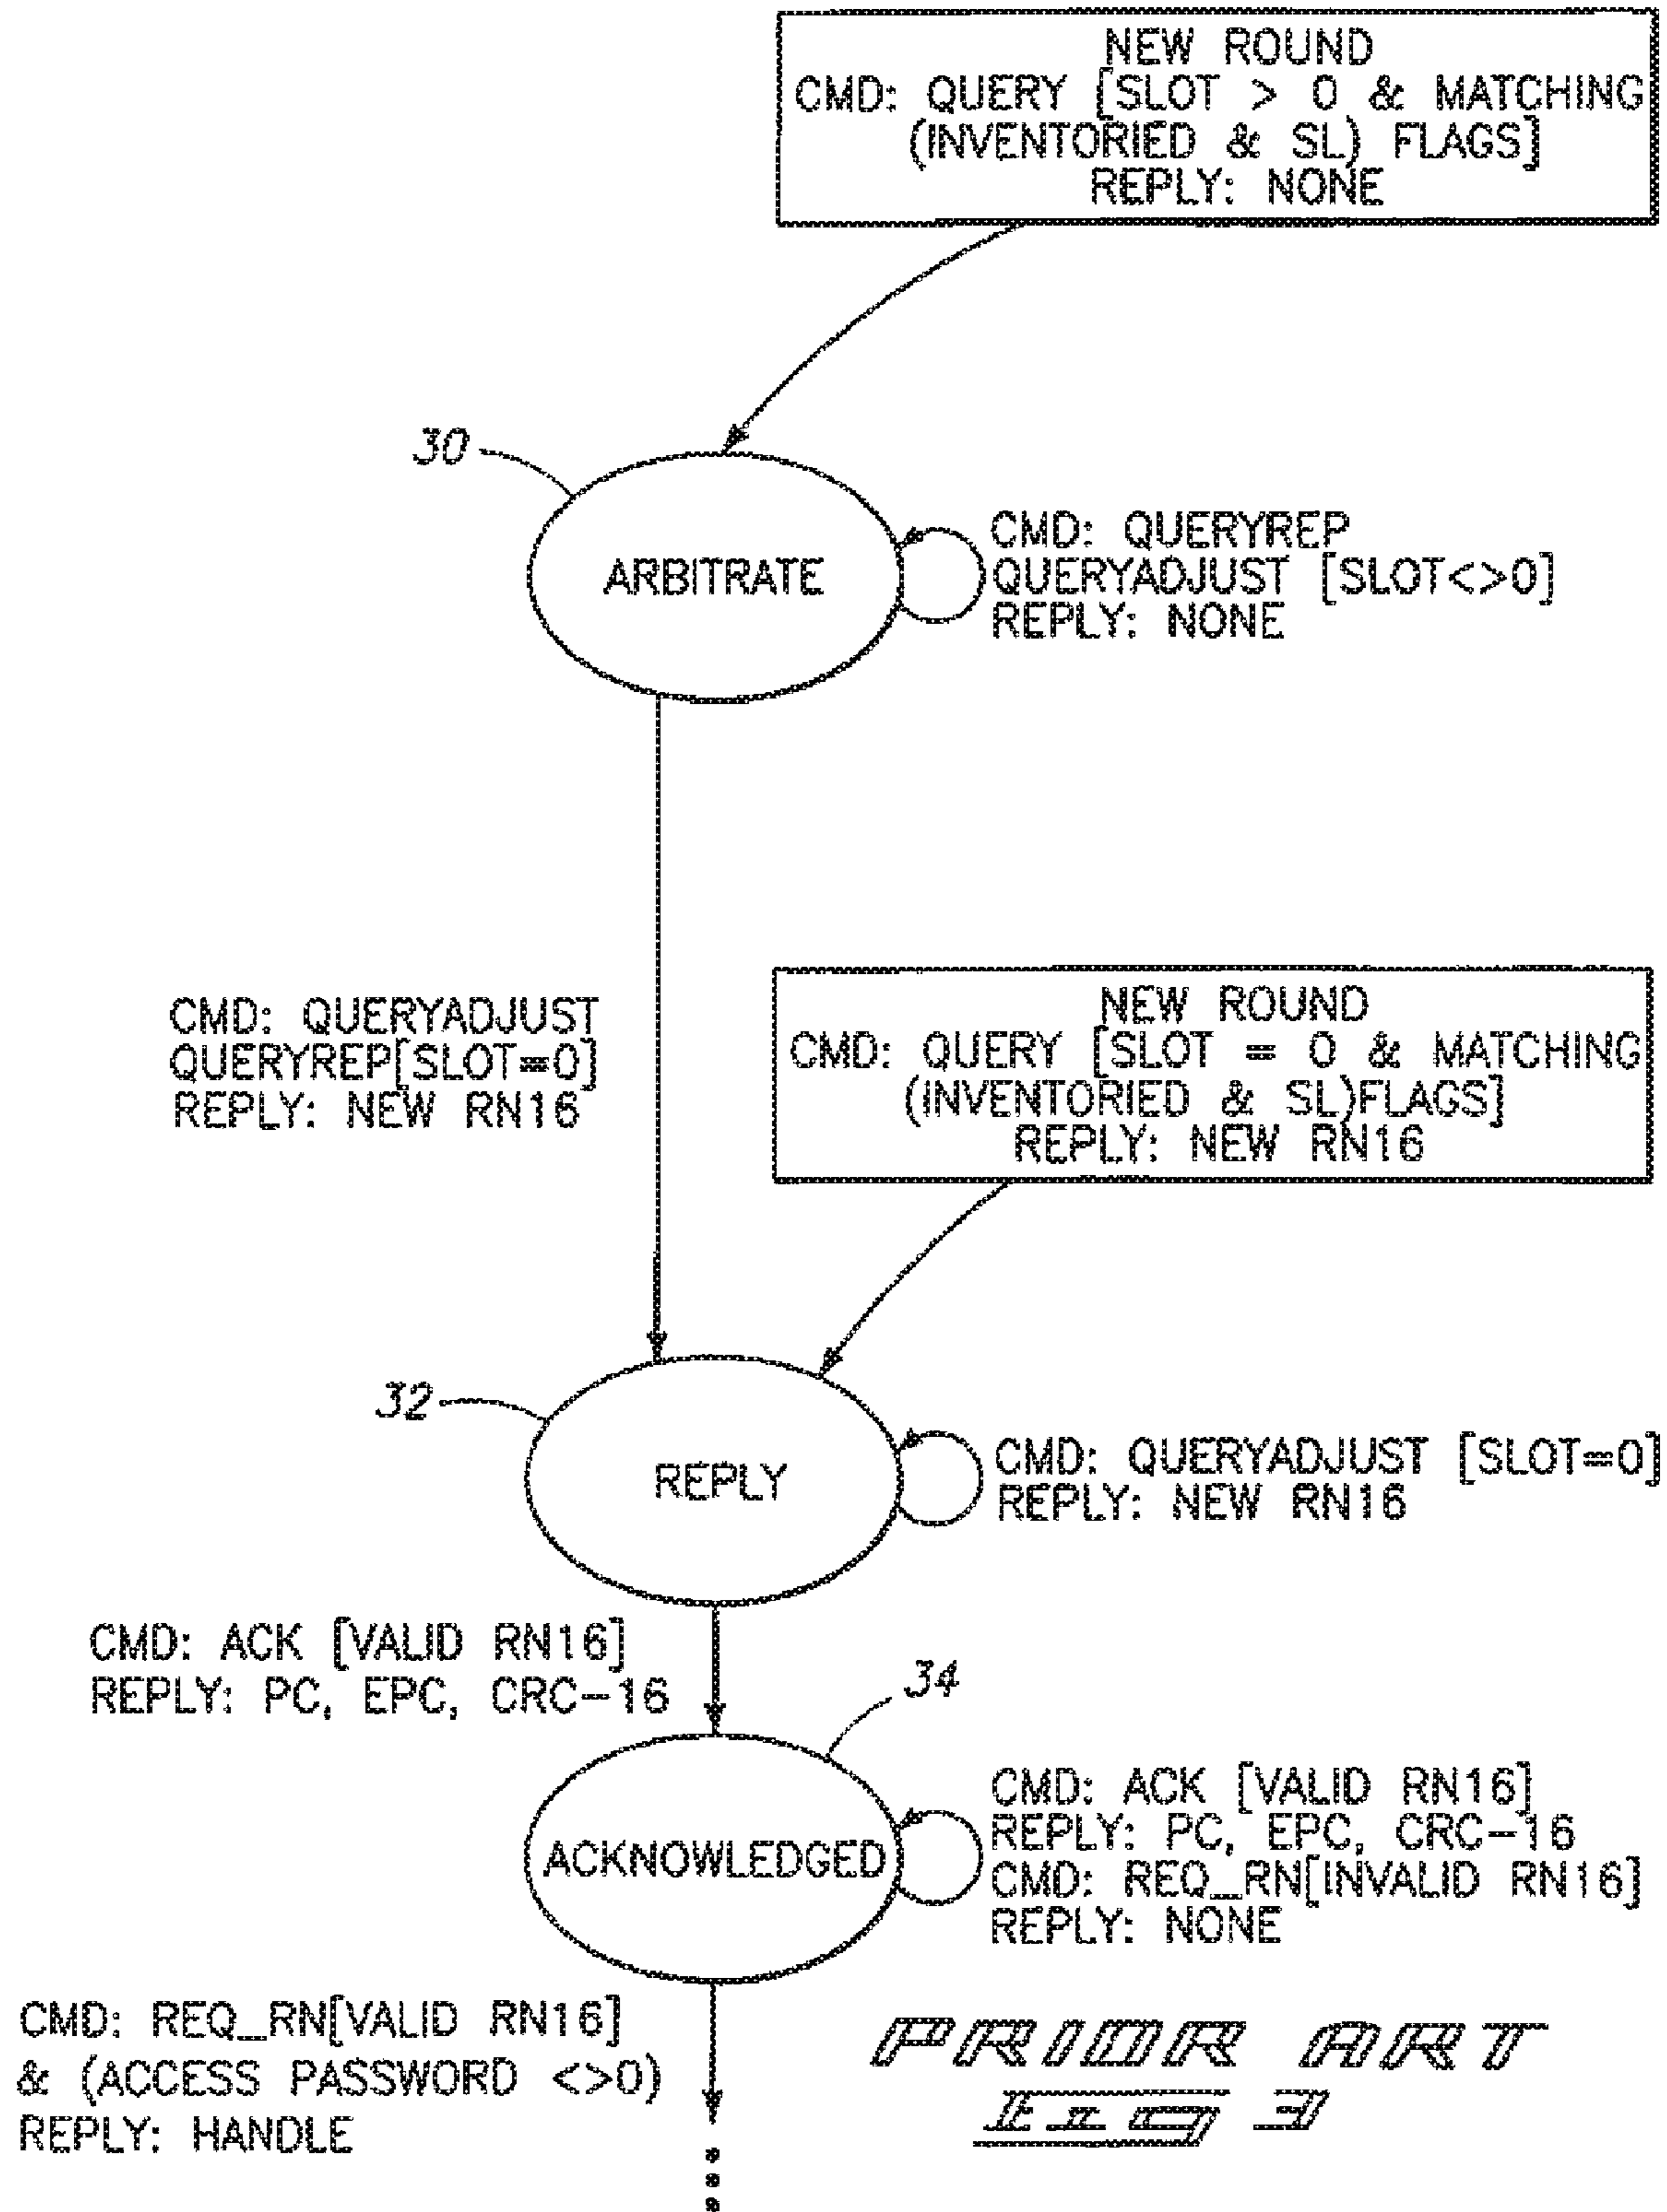 NEW ROUND
CMD: QUERY [SLOT > 0 & MATCHING
(INVENTORIED & SL) FLAGS]
REPLY: NONE
30
ARBITRATE
CMD: QUERYREP
QUERYADJUST [SLOT<>0]
REPLY: NONE
CMD: QUERYADJUST
QUERYREP[SLOT=0]
REPLY: NEW RN16
NEW ROUND
CMD: QUERY [SLOT = 0 & MATCHING
(INVENTORIED & SL)FLAGS]
REPLY: NEW RN16
32
REPLY
CMD: QUERYADJUST [SLOT=0]
REPLY: NEW RN16
CMD: ACK [VALID RN16]
REPLY: PC, EPC, CRC-16
34
ACKNOWLEDGED
CMD: ACK [VALID RN16]
REPLY: PC, EPC, CRC-16
CMD: REQ_RN[INVALID RN16]
REPLY: NONE
CMD: REQ_RN[VALID RN16]
& (ACCESS PASSWORD <>0)
REPLY: HANDLE
PRIOR ART
FIG 3